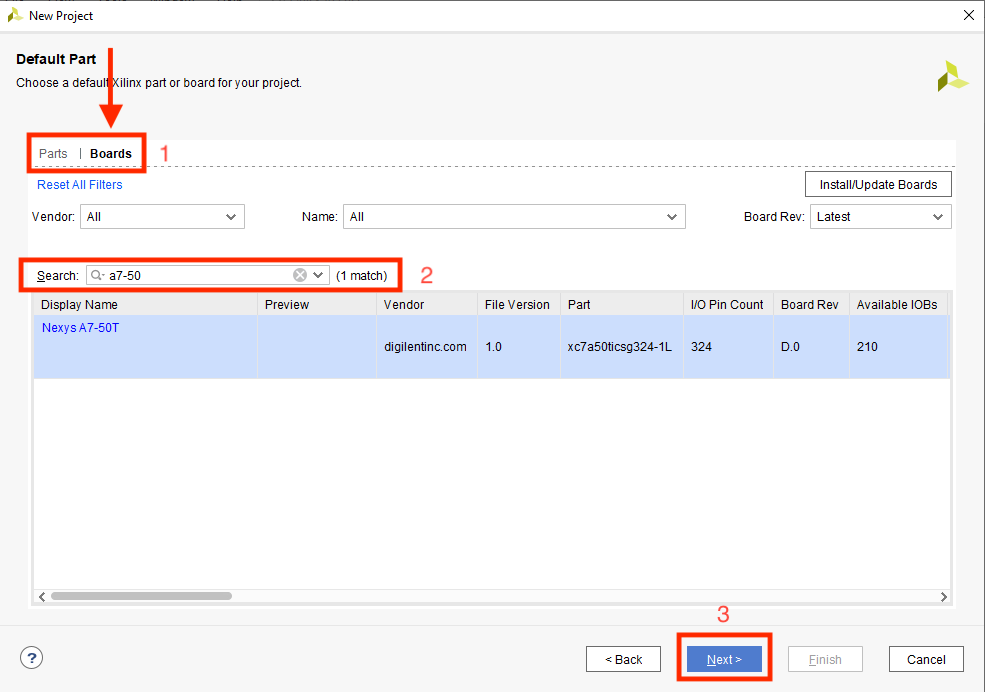 New Project
Default Part
Choose a default Xilinx part or board for your project.
Parts | Boards 1
Reset All Filters Install/Update Boards
Vendor: All Name: All Board Rev: Latest
Search: a7-50 (1 match) 2
Display Name Preview Vendor File Version Part I/O Pin Count Board Rev Available IOBs
Nexys A7-50T
digilentinc.com 1.0 xc7a50ticsg324-1L 324 D.0 210
3
? < Back Next > Finish Cancel